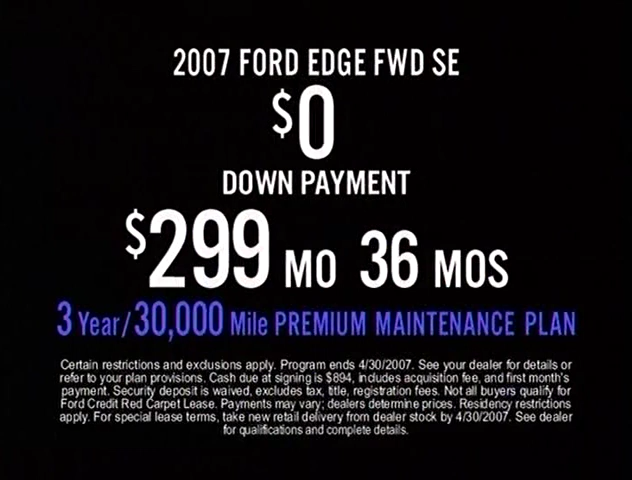 2007 FORD EDGE FWD SE
$0
DOWN PAYMENT
$299 MO 36 MOS
3 Year/30,000 Mile PREMIUM MAINTENANCE PLAN
Certain restrictions and exclusions apply. Program ends 4/30/2007. See your dealer for details or
refer to your plan provisions. Cash due at signing is $894, includes acquisition fee, and first month's
payment. Security deposit is waived, excludes tax, title, registration fees. Not all buyers qualify for
Ford Credit Red Carpet Lease. Payments may vary; dealers determine prices. Residency restrictions
apply. For special lease terms, take new retail delivery from dealer stock by 4/30/2007. See dealer
for qualifications and complete details.